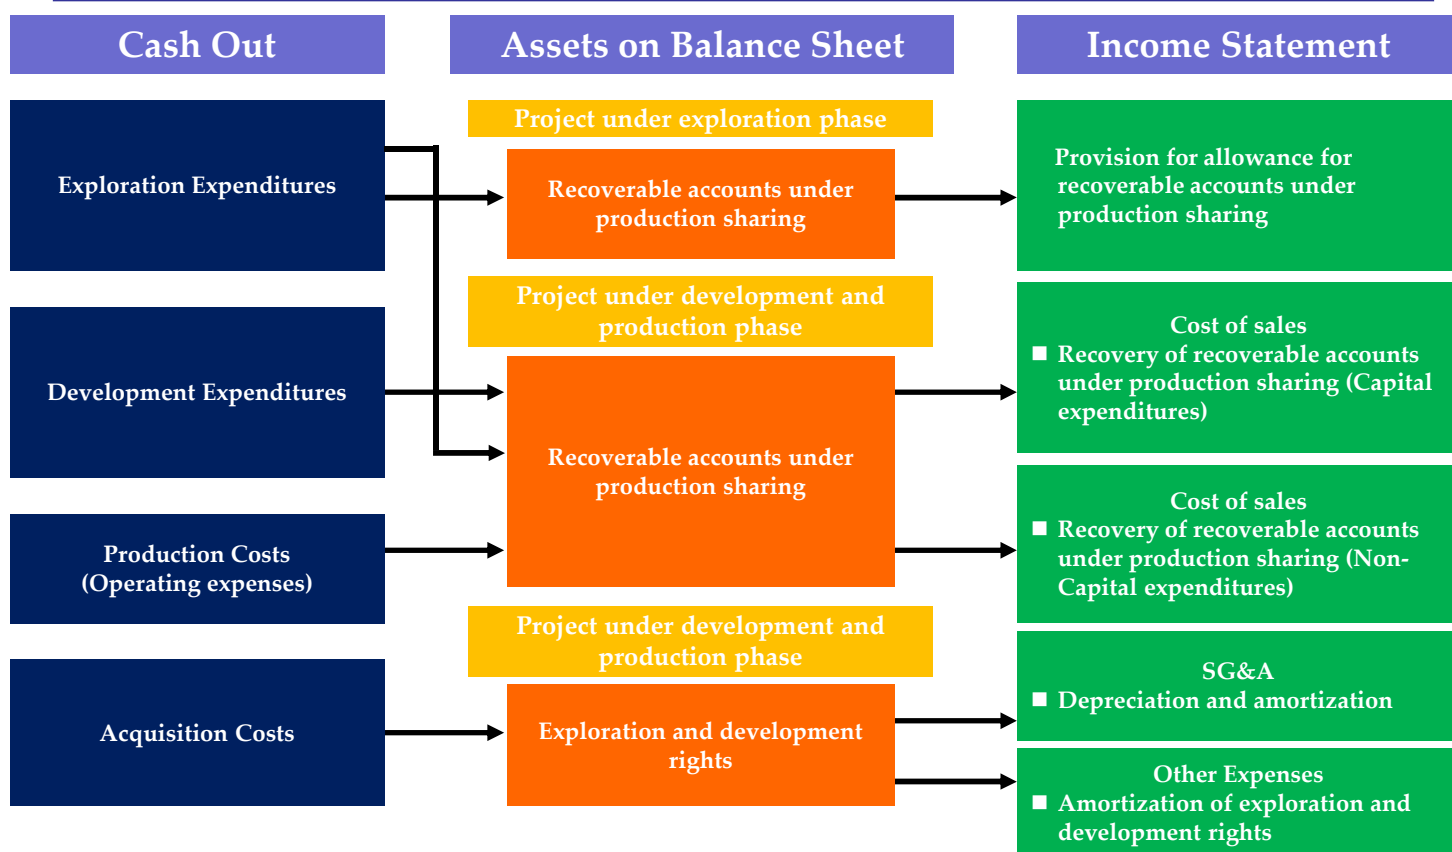 Cash Out
Assets on Balance Sheet
Income Statement
Exploration Expenditures
Project under exploration phase
Recoverable accounts under
production sharing
Provision for allowance for
recoverable accounts under
production sharing
Development Expenditures
Project under development and
production phase
Recoverable accounts under
production sharing
Cost of sales
■ Recovery of recoverable accounts
under production sharing (Capital
expenditures)
Production Costs
(Operating expenses)
Cost of sales
■ Recovery of recoverable accounts
under production sharing (Non-
Capital expenditures)
Acquisition Costs
Project under development and
production phase
Exploration and development
rights
SG&A
■ Depreciation and amortization
Other Expenses
■ Amortization of exploration and
development rights